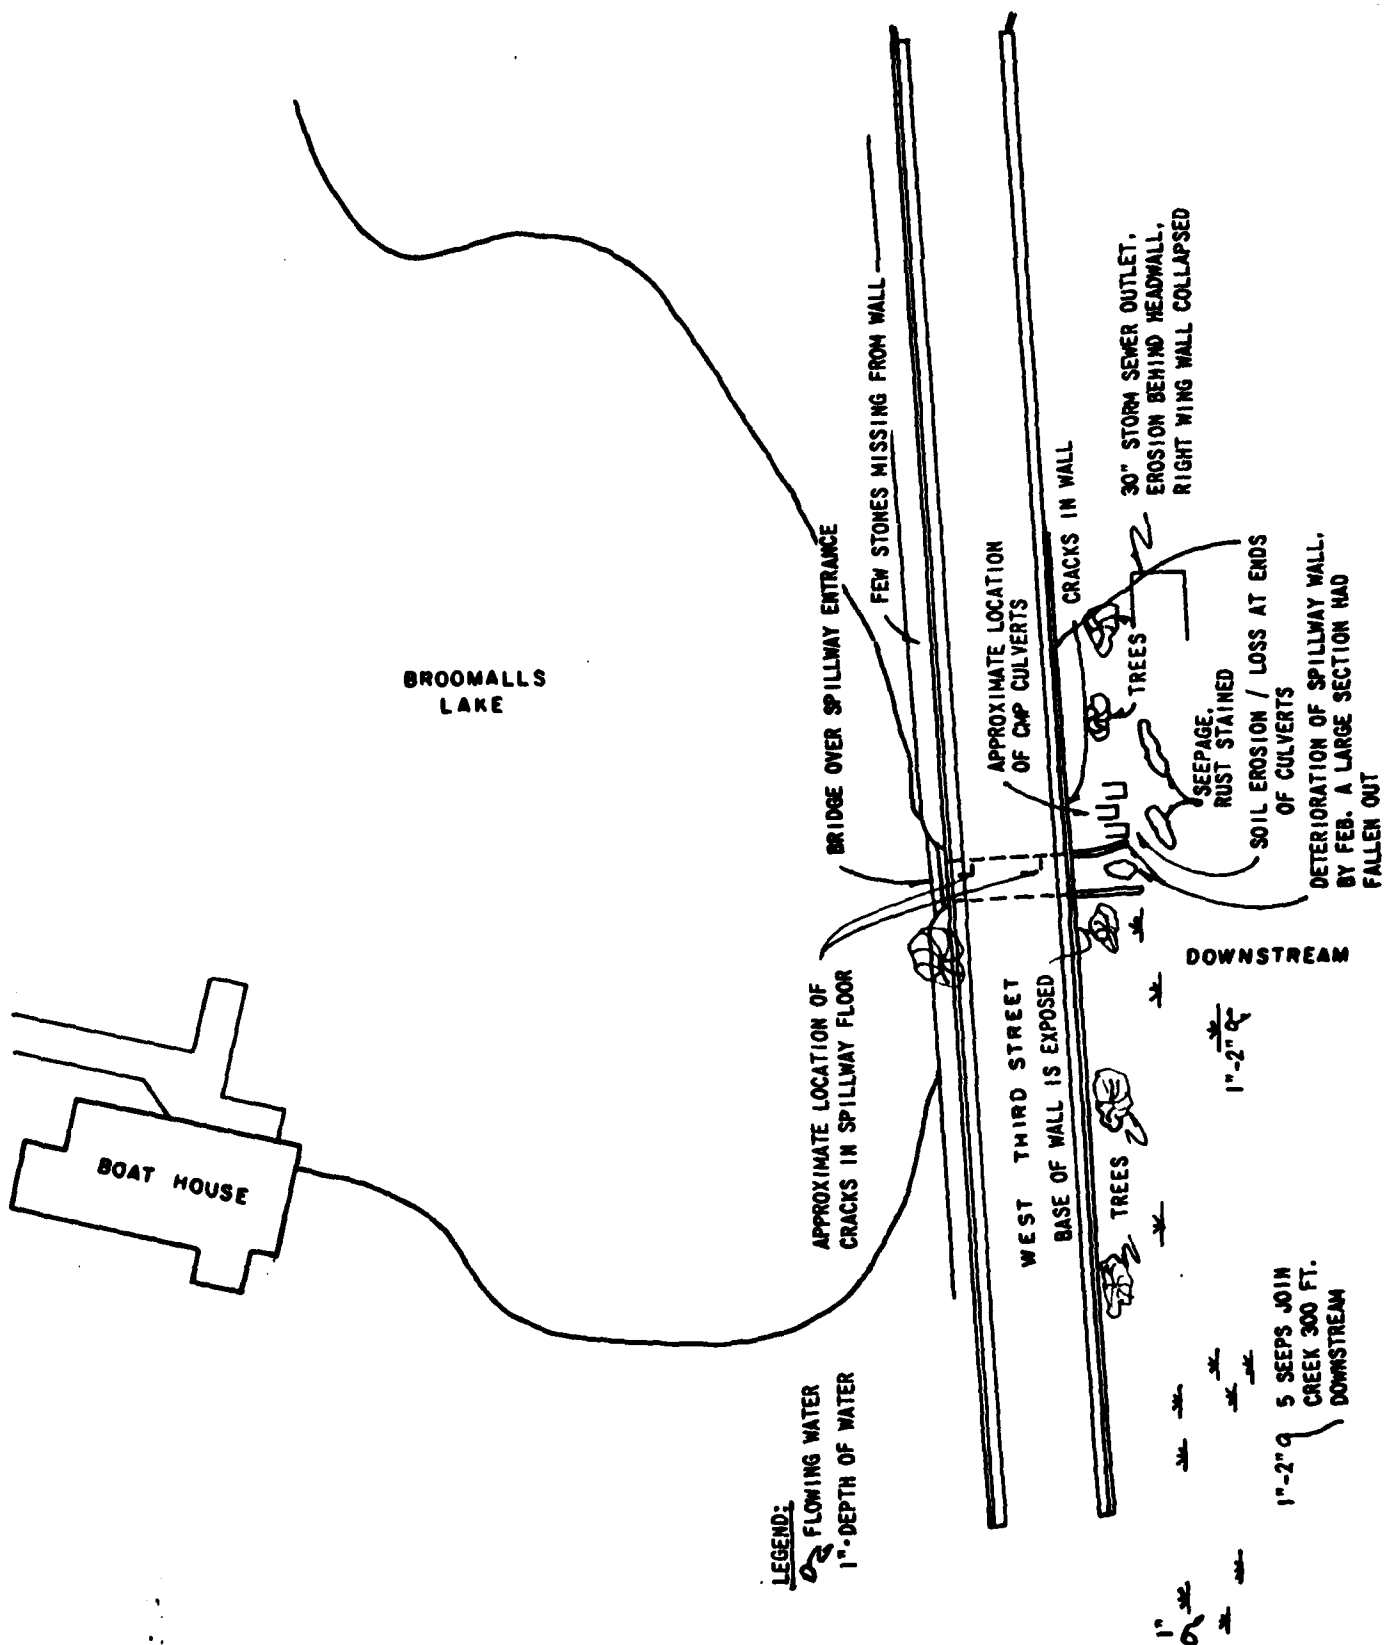 BROOMALLS
LAKE
BOAT HOUSE
BRIDGE OVER SPILLWAY ENTRANCE
FEW STONES MISSING FROM WALL
APPROXIMATE LOCATION OF
CRACKS IN SPILLWAY FLOOR
APPROXIMATE LOCATION
OF CMP CULVERTS
CRACKS IN WALL
30" STORM SEWER OUTLET,
EROSION BEHIND HEADWALL,
RIGHT WING WALL COLLAPSED
WEST THIRD STREET
BASE OF WALL IS EXPOSED
TREES
TREES
SEEPAGE,
RUST STAINED
SOIL EROSION / LOSS AT ENDS
OF CULVERTS
DETERIORATION OF SPILLWAY WALL,
BY FEB. A LARGE SECTION HAD
FALLEN OUT
DOWNSTREAM
1"-2"
1"-2"
5 SEEPS JOIN
CREEK 300 FT.
DOWNSTREAM
1"
LEGEND:
FLOWING WATER
1"-DEPTH OF WATER